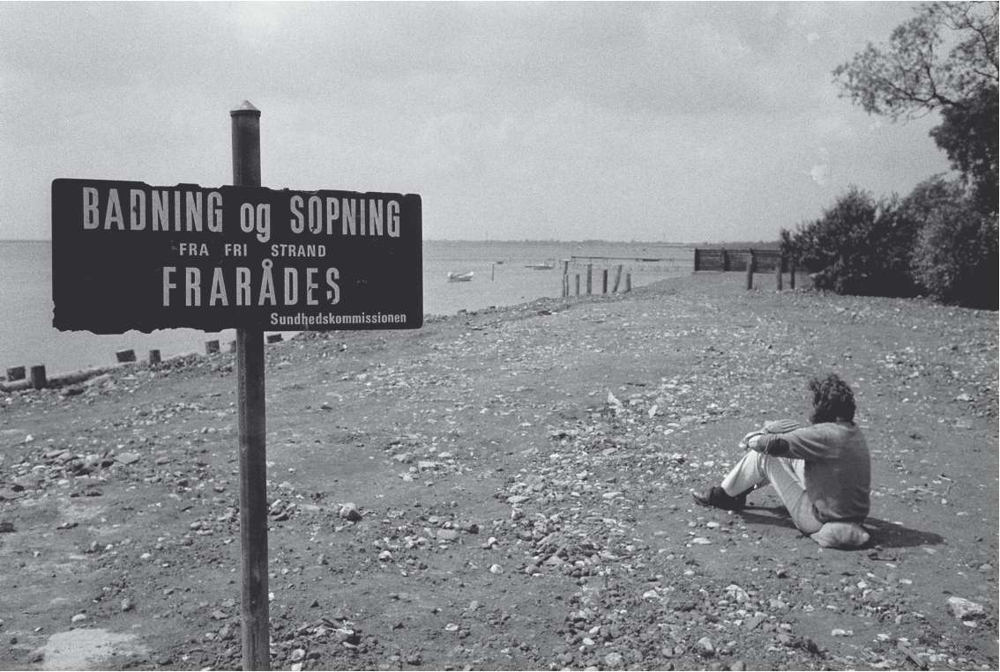 BADNING og SOPNING
FRA FRI STRAND
FRARÅDES
Sundhedskommissionen